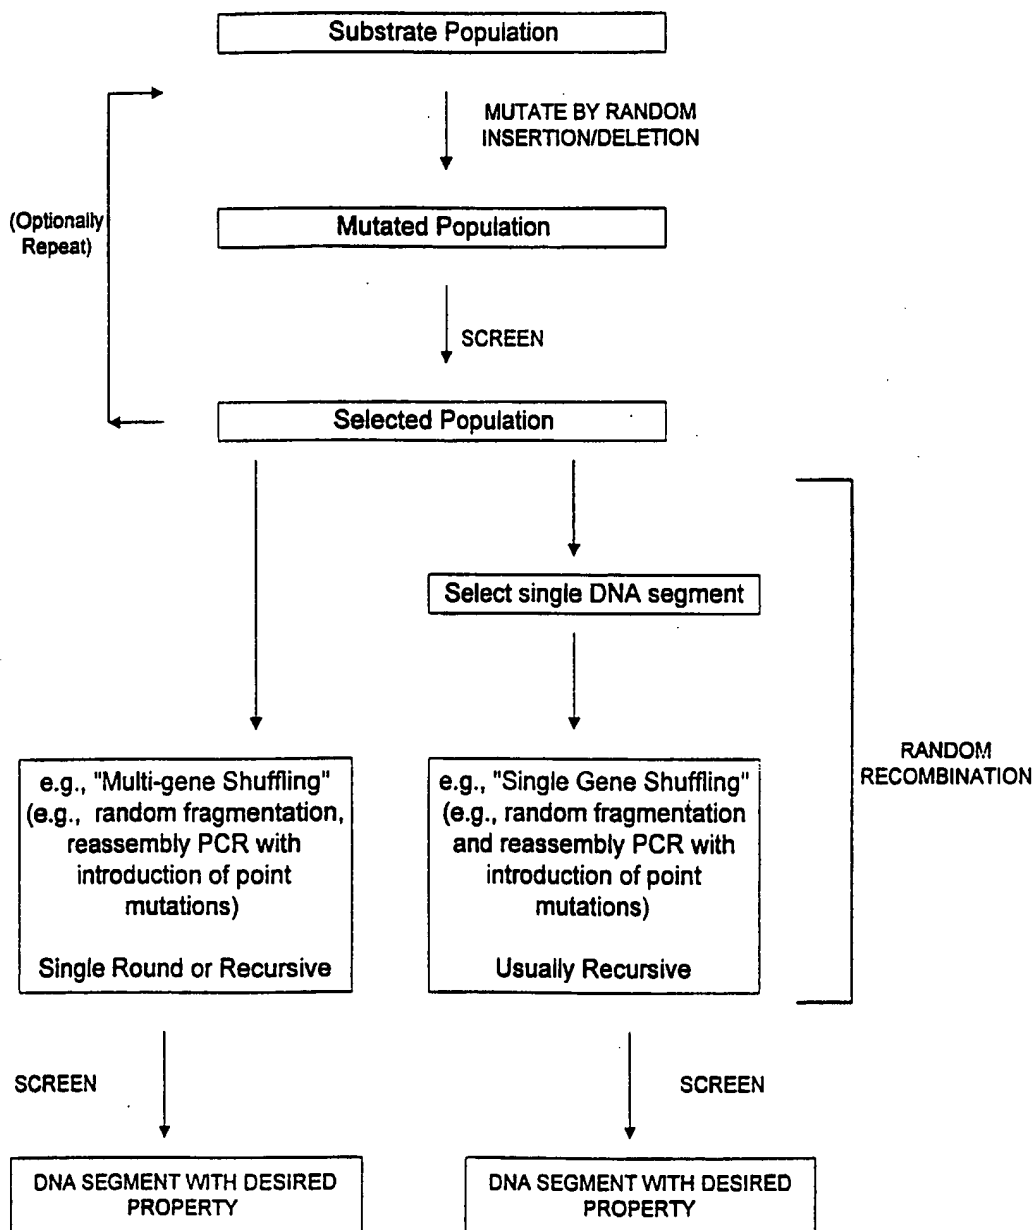 Substrate Population
MUTATE BY RANDOM
INSERTION/DELETION
(Optionally
Repeat)
Mutated Population
SCREEN
Selected Population
Select single DNA segment
RANDOM
RECOMBINATION
e.g., "Multi-gene Shuffling"
(e.g., random fragmentation,
reassembly PCR with
introduction of point
mutations)
Single Round or Recursive
e.g., "Single Gene Shuffling"
(e.g., random fragmentation
and reassembly PCR with
introduction of point
mutations)
Usually Recursive
SCREEN
SCREEN
DNA SEGMENT WITH DESIRED
PROPERTY
DNA SEGMENT WITH DESIRED
PROPERTY